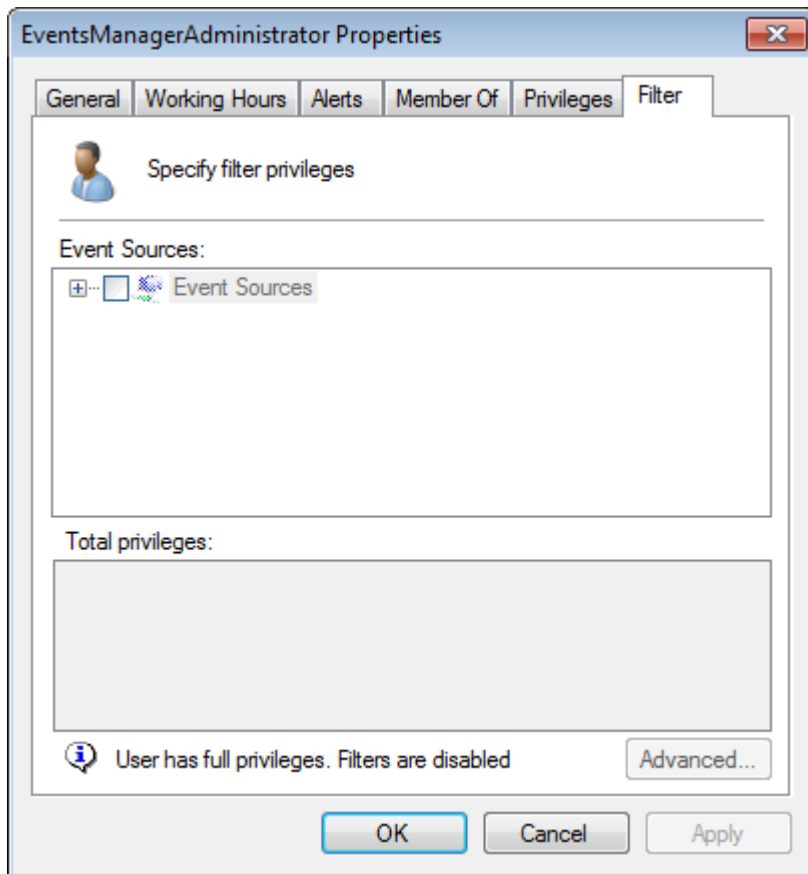 EventsManagerAdministrator Properties
General Working Hours Alerts Member Of Privileges Filter
Specify filter privileges
Event Sources:
Event Sources
Total privileges:
User has full privileges. Filters are disabled Advanced...
OK Cancel Apply